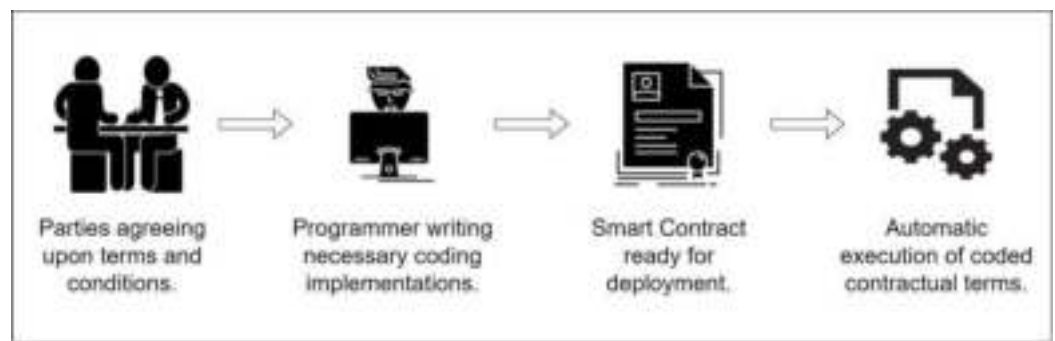 Parties agreeing
upon terms and
conditions.
Programmer writing
necessary coding
implementations.
Smart Contract
ready for
deployment.
Automatic
execution of coded
contractual terms.